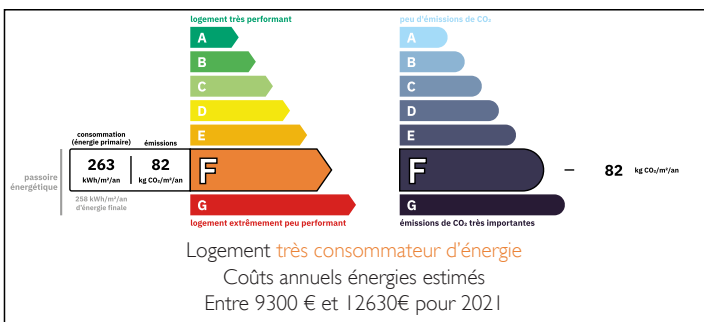 logement très performant
A
B
C
D
E
consommation
(énergie primaire)
émissions
263
kWh/m²/an
82
kg CO₂/m²/an
F
passoire
énergétique
258 kWh/m²/an
d'énergie finale
G
logement extrêmement peu performant
peu d'émissions de CO₂
A
B
C
D
E
F
82 kg CO₂/m²/an
G
émissions de CO₂ très importantes
Logement très consommateur d'énergie
Coûts annuels énergies estimés
Entre 9300 € et 12630€ pour 2021